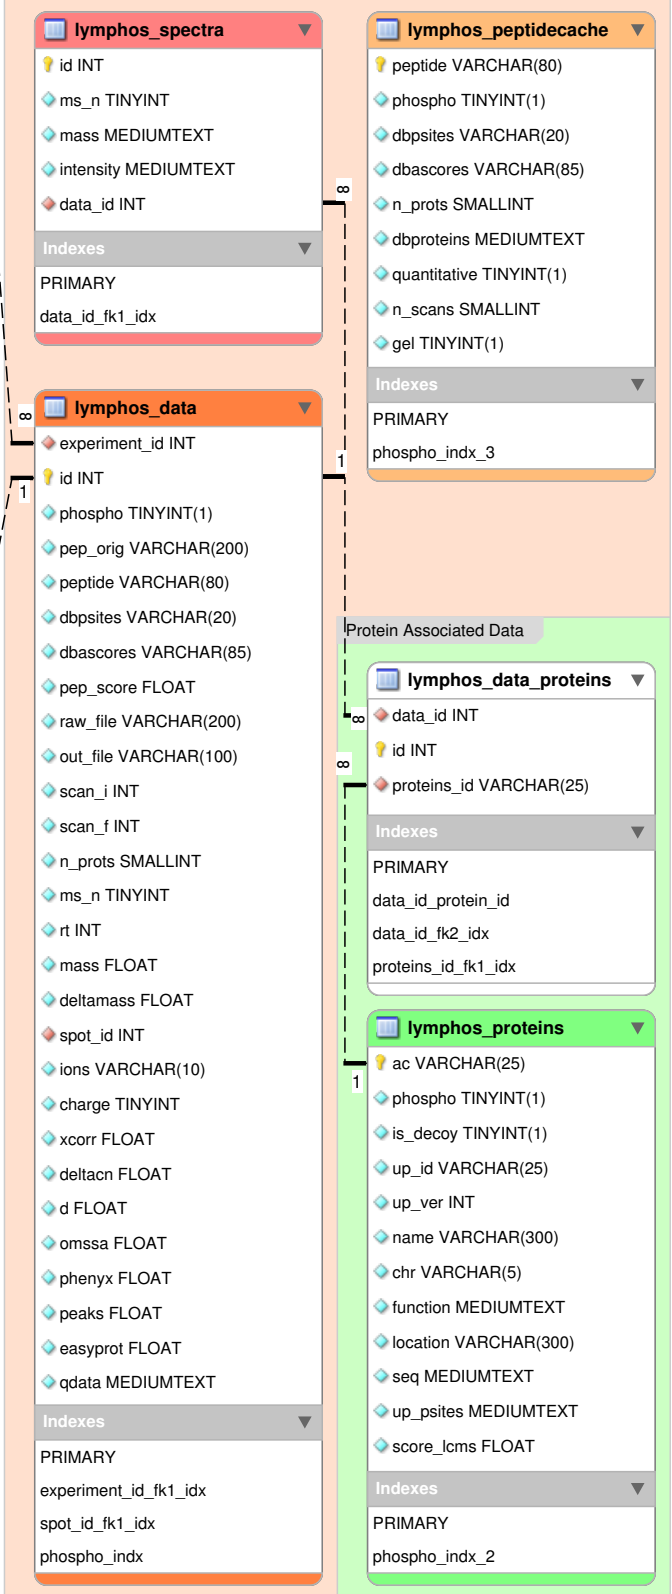 lymphos_spectra
id INT
ms_n TINYINT
mass MEDIUMTEXT
intensity MEDIUMTEXT
data_id INT
Indexes
PRIMARY
data_id_fk1_idx
lymphos_peptidecache
peptide VARCHAR(80)
phospho TINYINT(1)
dbpsites VARCHAR(20)
dbascores VARCHAR(85)
n_prots SMALLINT
dbproteins MEDIUMTEXT
quantitative TINYINT(1)
n_scans SMALLINT
gel TINYINT(1)
Indexes
PRIMARY
phospho_indx_3
∞
∞
1
1
lymphos_data
experiment_id INT
id INT
phospho TINYINT(1)
pep_orig VARCHAR(200)
peptide VARCHAR(80)
dbpsites VARCHAR(20)
dbascores VARCHAR(85)
pep_score FLOAT
raw_file VARCHAR(200)
out_file VARCHAR(100)
scan_i INT
scan_f INT
n_prots SMALLINT
ms_n TINYINT
rt INT
mass FLOAT
deltamass FLOAT
spot_id INT
ions VARCHAR(10)
charge TINYINT
xcorr FLOAT
deltacn FLOAT
d FLOAT
omssa FLOAT
phenyx FLOAT
peaks FLOAT
easyprot FLOAT
qdata MEDIUMTEXT
Indexes
PRIMARY
experiment_id_fk1_idx
spot_id_fk1_idx
phospho_indx
Protein Associated Data
lymphos_data_proteins
∞
data_id INT
id INT
∞
proteins_id VARCHAR(25)
Indexes
PRIMARY
data_id_protein_id
data_id_fk2_idx
proteins_id_fk1_idx
lymphos_proteins
1
ac VARCHAR(25)
phospho TINYINT(1)
is_decoy TINYINT(1)
up_id VARCHAR(25)
up_ver INT
name VARCHAR(300)
chr VARCHAR(5)
function MEDIUMTEXT
location VARCHAR(300)
seq MEDIUMTEXT
up_psites MEDIUMTEXT
score_lcms FLOAT
Indexes
PRIMARY
phospho_indx_2